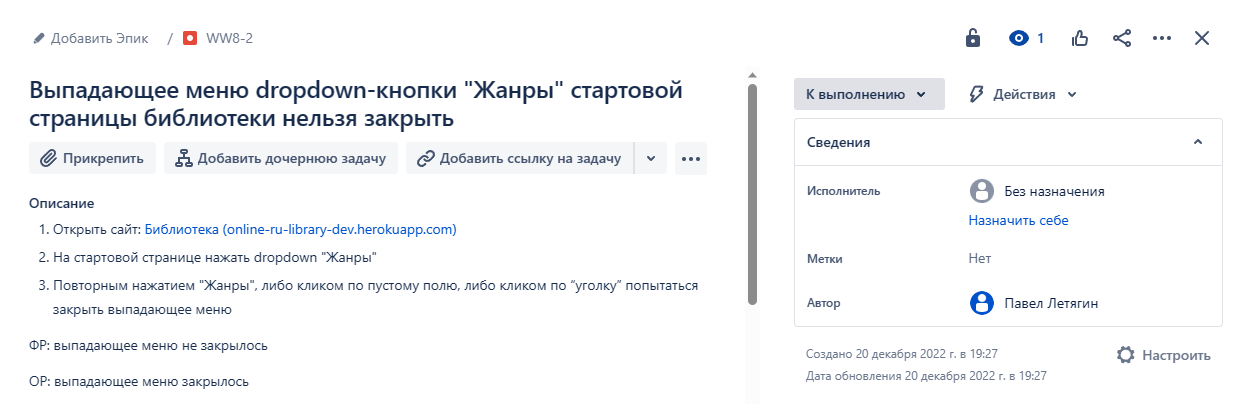 Добавить Эпик / WW8-2
1
Выпадающее меню dropdown-кнопки "Жанры" стартовой
страницы библиотеки нельзя закрыть
Прикрепить
Добавить дочернюю задачу
Добавить ссылку на задачу
Описание
1. Открыть сайт: Библиотека (online-ru-library-dev.herokuapp.com)
2. На стартовой странице нажать dropdown "Жанры"
3. Повторным нажатием "Жанры", либо кликом по пустому полю, либо кликом по “уголку” попытаться
закрыть выпадающее меню
ФР: выпадающее меню не закрылось
ОР: выпадающее меню закрылось
К выполнению
Действия
Сведения
Исполнитель
Без назначения
Назначить себе
Метки
Нет
Автор
Павел Летягин
Создано 20 декабря 2022 г. в 19:27
Настроить
Дата обновления 20 декабря 2022 г. в 19:27